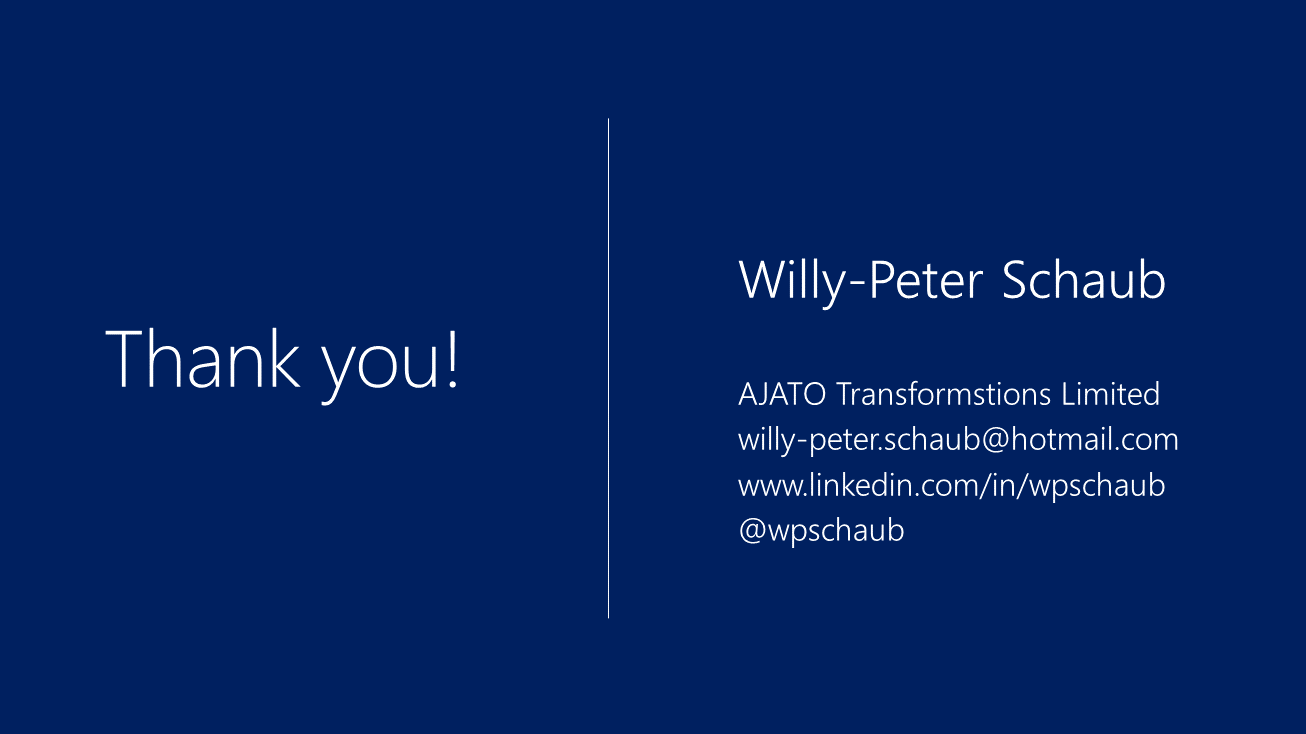 Thank you!
Willy-Peter Schaub
AJATO Transformstions Limited
willy-peter.schaub@hotmail.com
www.linkedin.com/in/wpschaub
@wpschaub